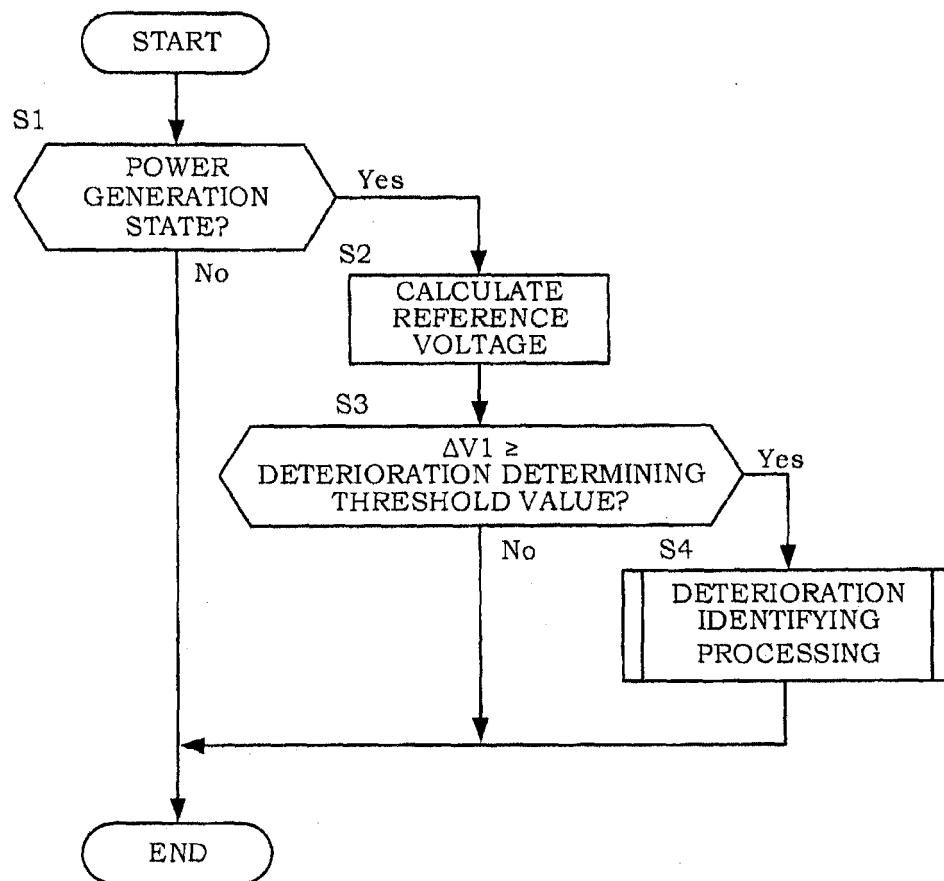 START
S1
POWER
GENERATION
STATE?
Yes
No
S2
CALCULATE
REFERENCE
VOLTAGE
S3
ΔV1 ≥
DETERIORATION DETERMINING
THRESHOLD VALUE?
Yes
No
S4
DETERIORATION
IDENTIFYING
PROCESSING
END